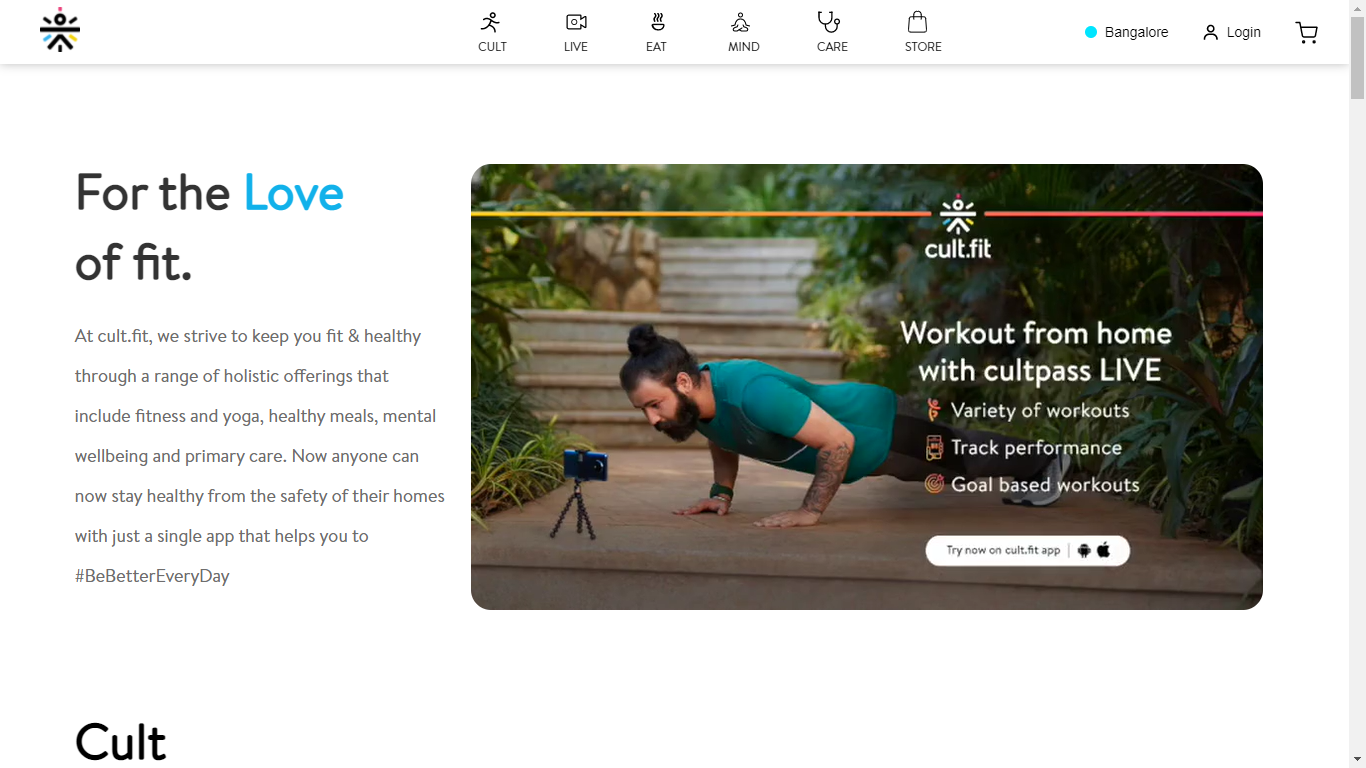 CULT
LIVE
EAT
MIND
CARE
STORE
Bangalore
Login
For the Love
of fit.
At cult.fit, we strive to keep you fit & healthy
through a range of holistic offerings that
include fitness and yoga, healthy meals, mental
wellbeing and primary care. Now anyone can
now stay healthy from the safety of their homes
with just a single app that helps you to
#BeBetterEveryDay
cult.fit
Workout from home
with cultpass LIVE
Variety of workouts
Track performance
Goal based workouts
Try now on cult.fit app
Cult